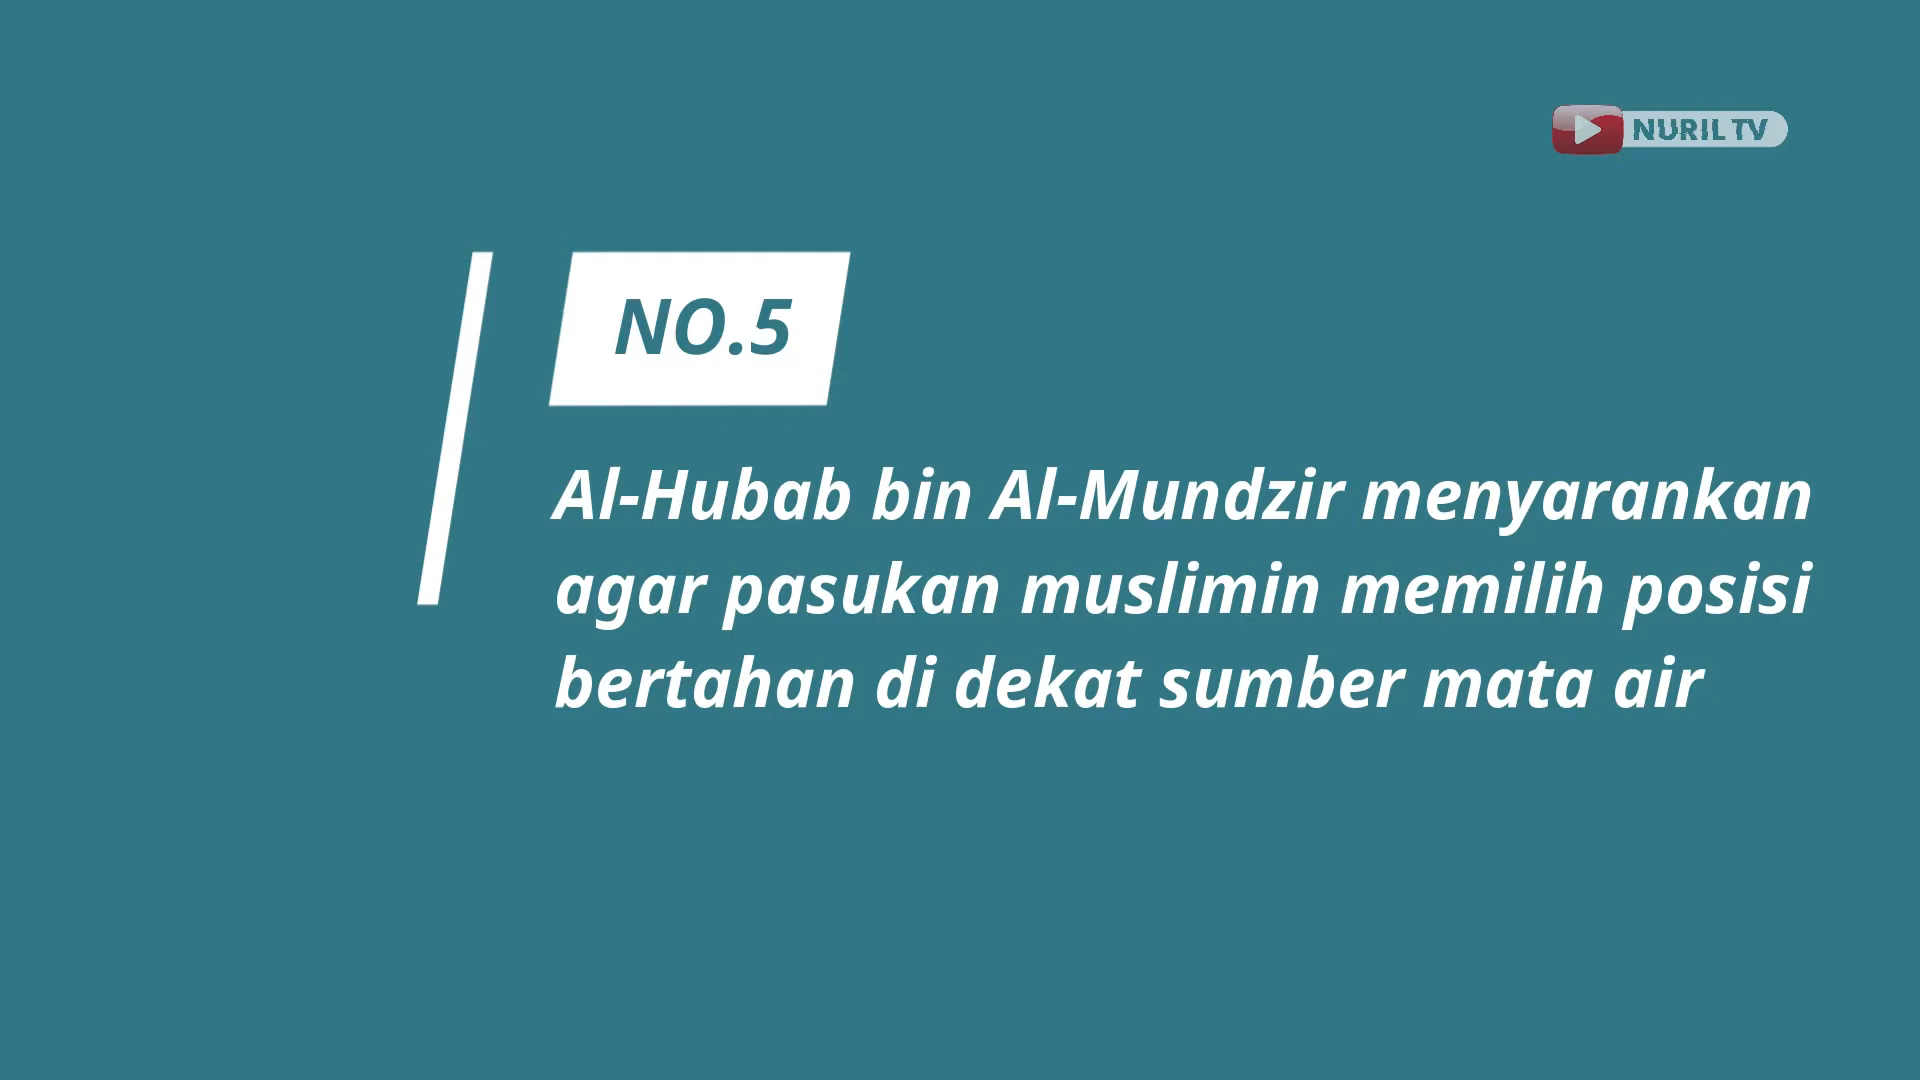 NURIL TV
NO.5
Al-Hubab bin Al-Mundzir menyarankan
agar pasukan muslimin memilih posisi
bertahan di dekat sumber mata air